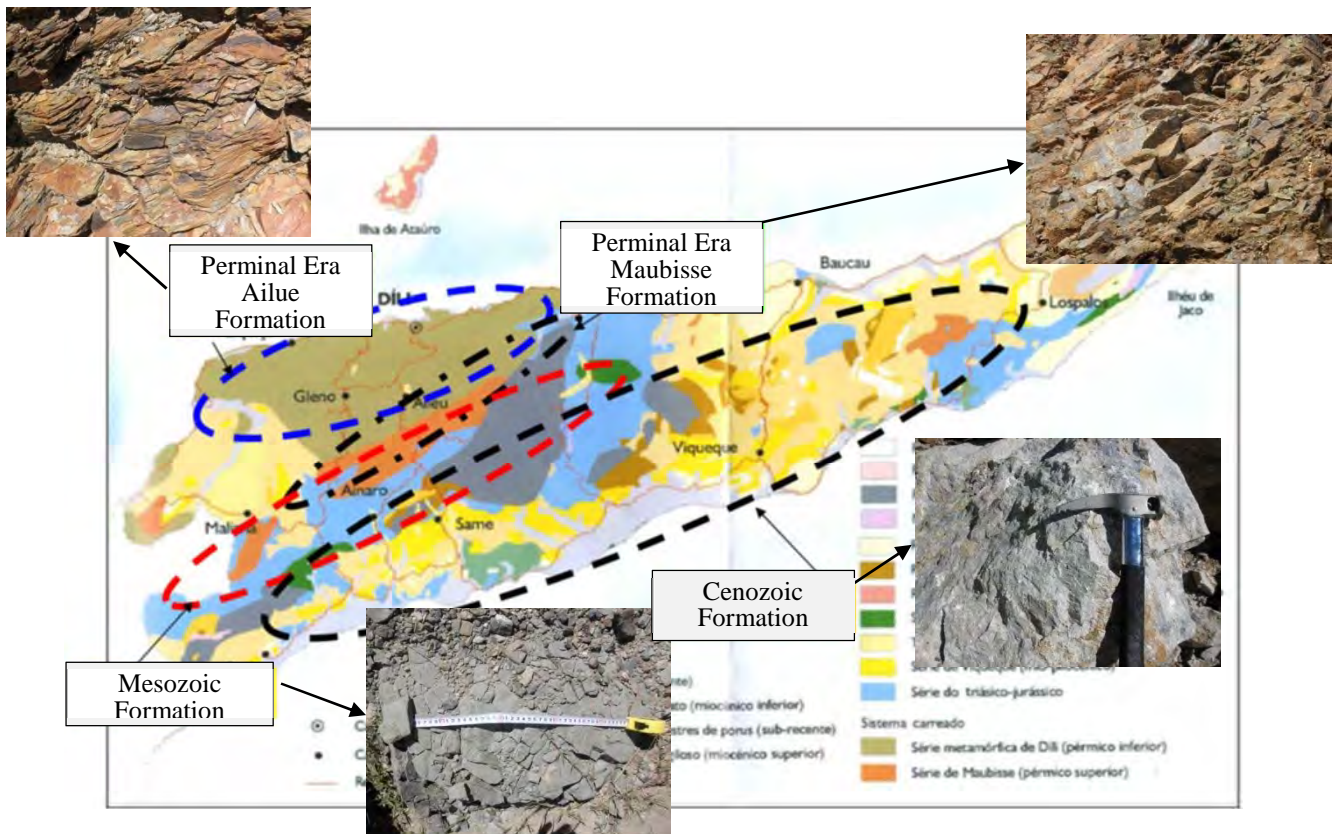 Ilha de Ataúro
Perminal Era
Ailue
Formation
Perminal Era
Maubisse
Formation
Baucau
Lospalos
Ilhéu de
Jaco
Gleno
Aileu
Viqueque
Ainaro
Maliana
Same
Cenozoic
Formation
Mesozoic
Formation
Série do triásico-jurássico
(miocénico inferior)
Sistema carreado
(sub-recente)
Série metamórfica de Dili (pérmico inferior)
(miocénico superior)
Série de Maubisse (pérmico superior)